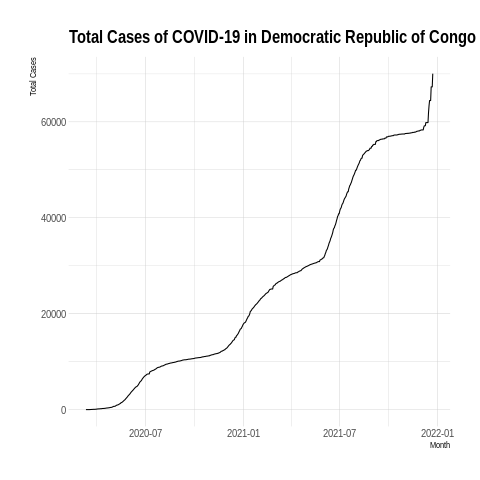 Total Cases of COVID-19 in Democratic Republic of Congo
Total Cases
60000
40000
20000
0
2020-07 2021-01 2021-07 2022-01
Month